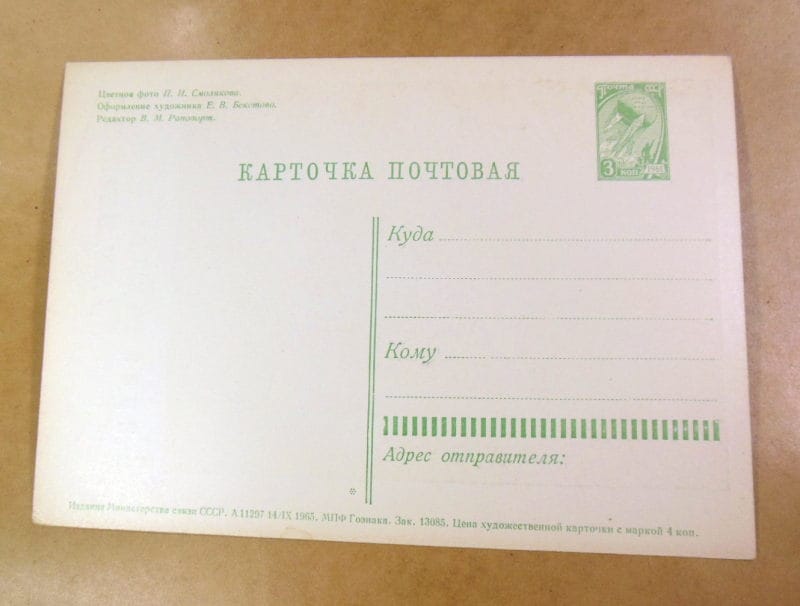 Цветное фото П. И. Смолякова.
Оформление художника Е. В. Бекетова.
Редактор В. М. Рапопорт.
Почта СССР
3 КОП
КАРТОЧКА ПОЧТОВАЯ
Куда
Кому
Адрес отправителя:
*
Издание Министерства связи СССР. А 11297 14/IX 1965. МПФ Гознака. Зак. 13085. Цена художественной карточки с маркой 4 коп.